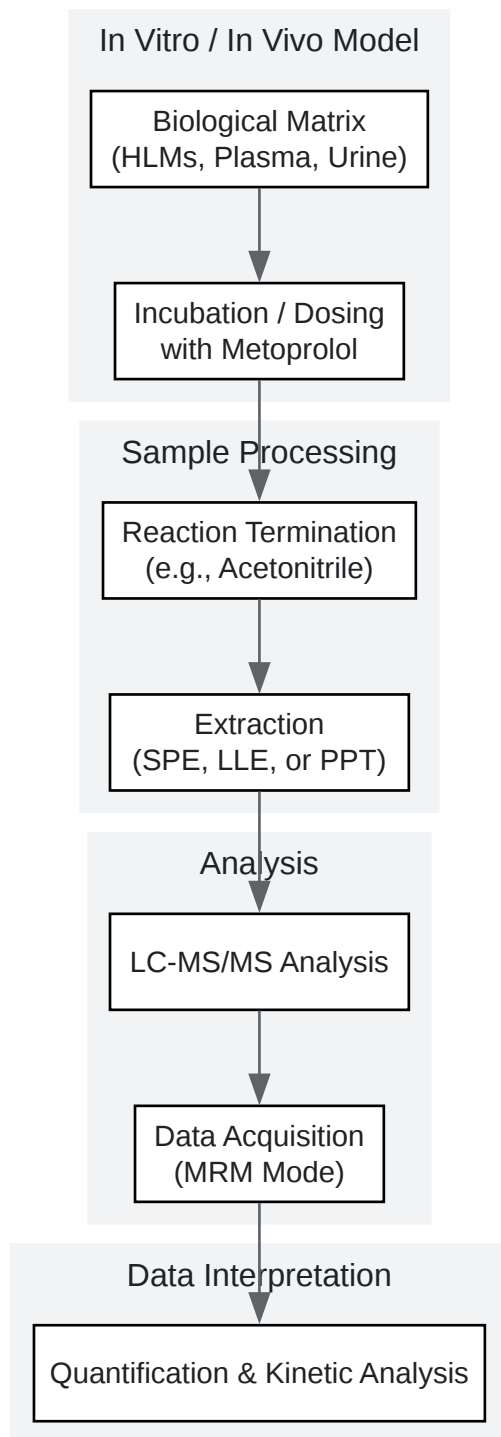 In Vitro / In Vivo Model
Biological Matrix
(HLMs, Plasma, Urine)
Incubation / Dosing
with Metoprolol
Sample Processing
Reaction Termination
(e.g., Acetonitrile)
Extraction
(SPE, LLE, or PPT)
Analysis
LC-MS/MS Analysis
Data Acquisition
(MRM Mode)
Data Interpretation
Quantification & Kinetic Analysis